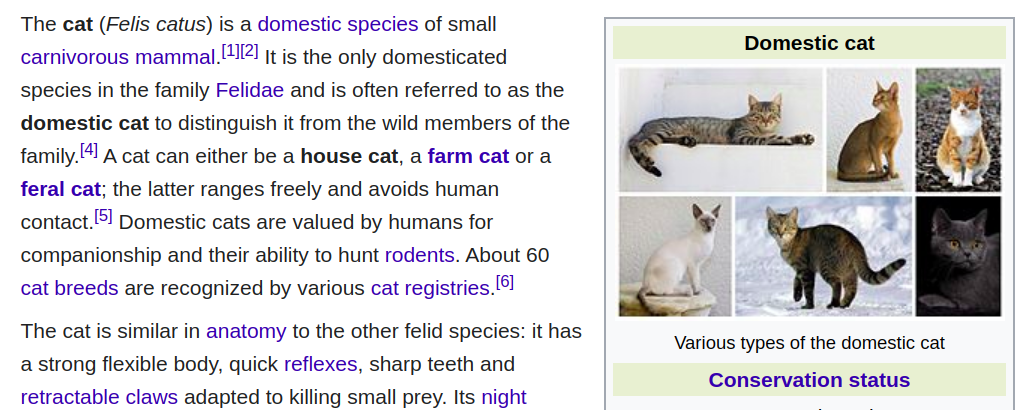 The cat (Felis catus) is a domestic species of small
carnivorous mammal.[1][2] It is the only domesticated
species in the family Felidae and is often referred to as the
domestic cat to distinguish it from the wild members of the
family.[4] A cat can either be a house cat, a farm cat or a
feral cat; the latter ranges freely and avoids human
contact.[5] Domestic cats are valued by humans for
companionship and their ability to hunt rodents. About 60
cat breeds are recognized by various cat registries.[6]
The cat is similar in anatomy to the other felid species: it has
a strong flexible body, quick reflexes, sharp teeth and
retractable claws adapted to killing small prey. Its night
Domestic cat
Various types of the domestic cat
Conservation status